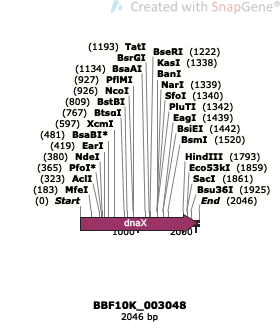 Created with SnapGene®
(1193) TatI
BsrGI
BseRI (1222)
(1134) BsaAI
KasI (1338)
(927) PflMI
BanI
(926) NcoI
NarI (1339)
(809) BstBI
SfoI (1340)
(767) BtsαI
PluTI (1342)
(597) XcmI
EagI (1439)
(481) BsaBI*
BsiEI (1442)
(419) EarI
BsmI (1520)
(380) NdeI
HindIII (1793)
(365) PfoI*
Eco53kI (1859)
(323) AclI
SacI (1861)
(183) MfeI
Bsu36I (1925)
(0) Start
End (2046)
dnaX
BBF10K_003048
2046 bp